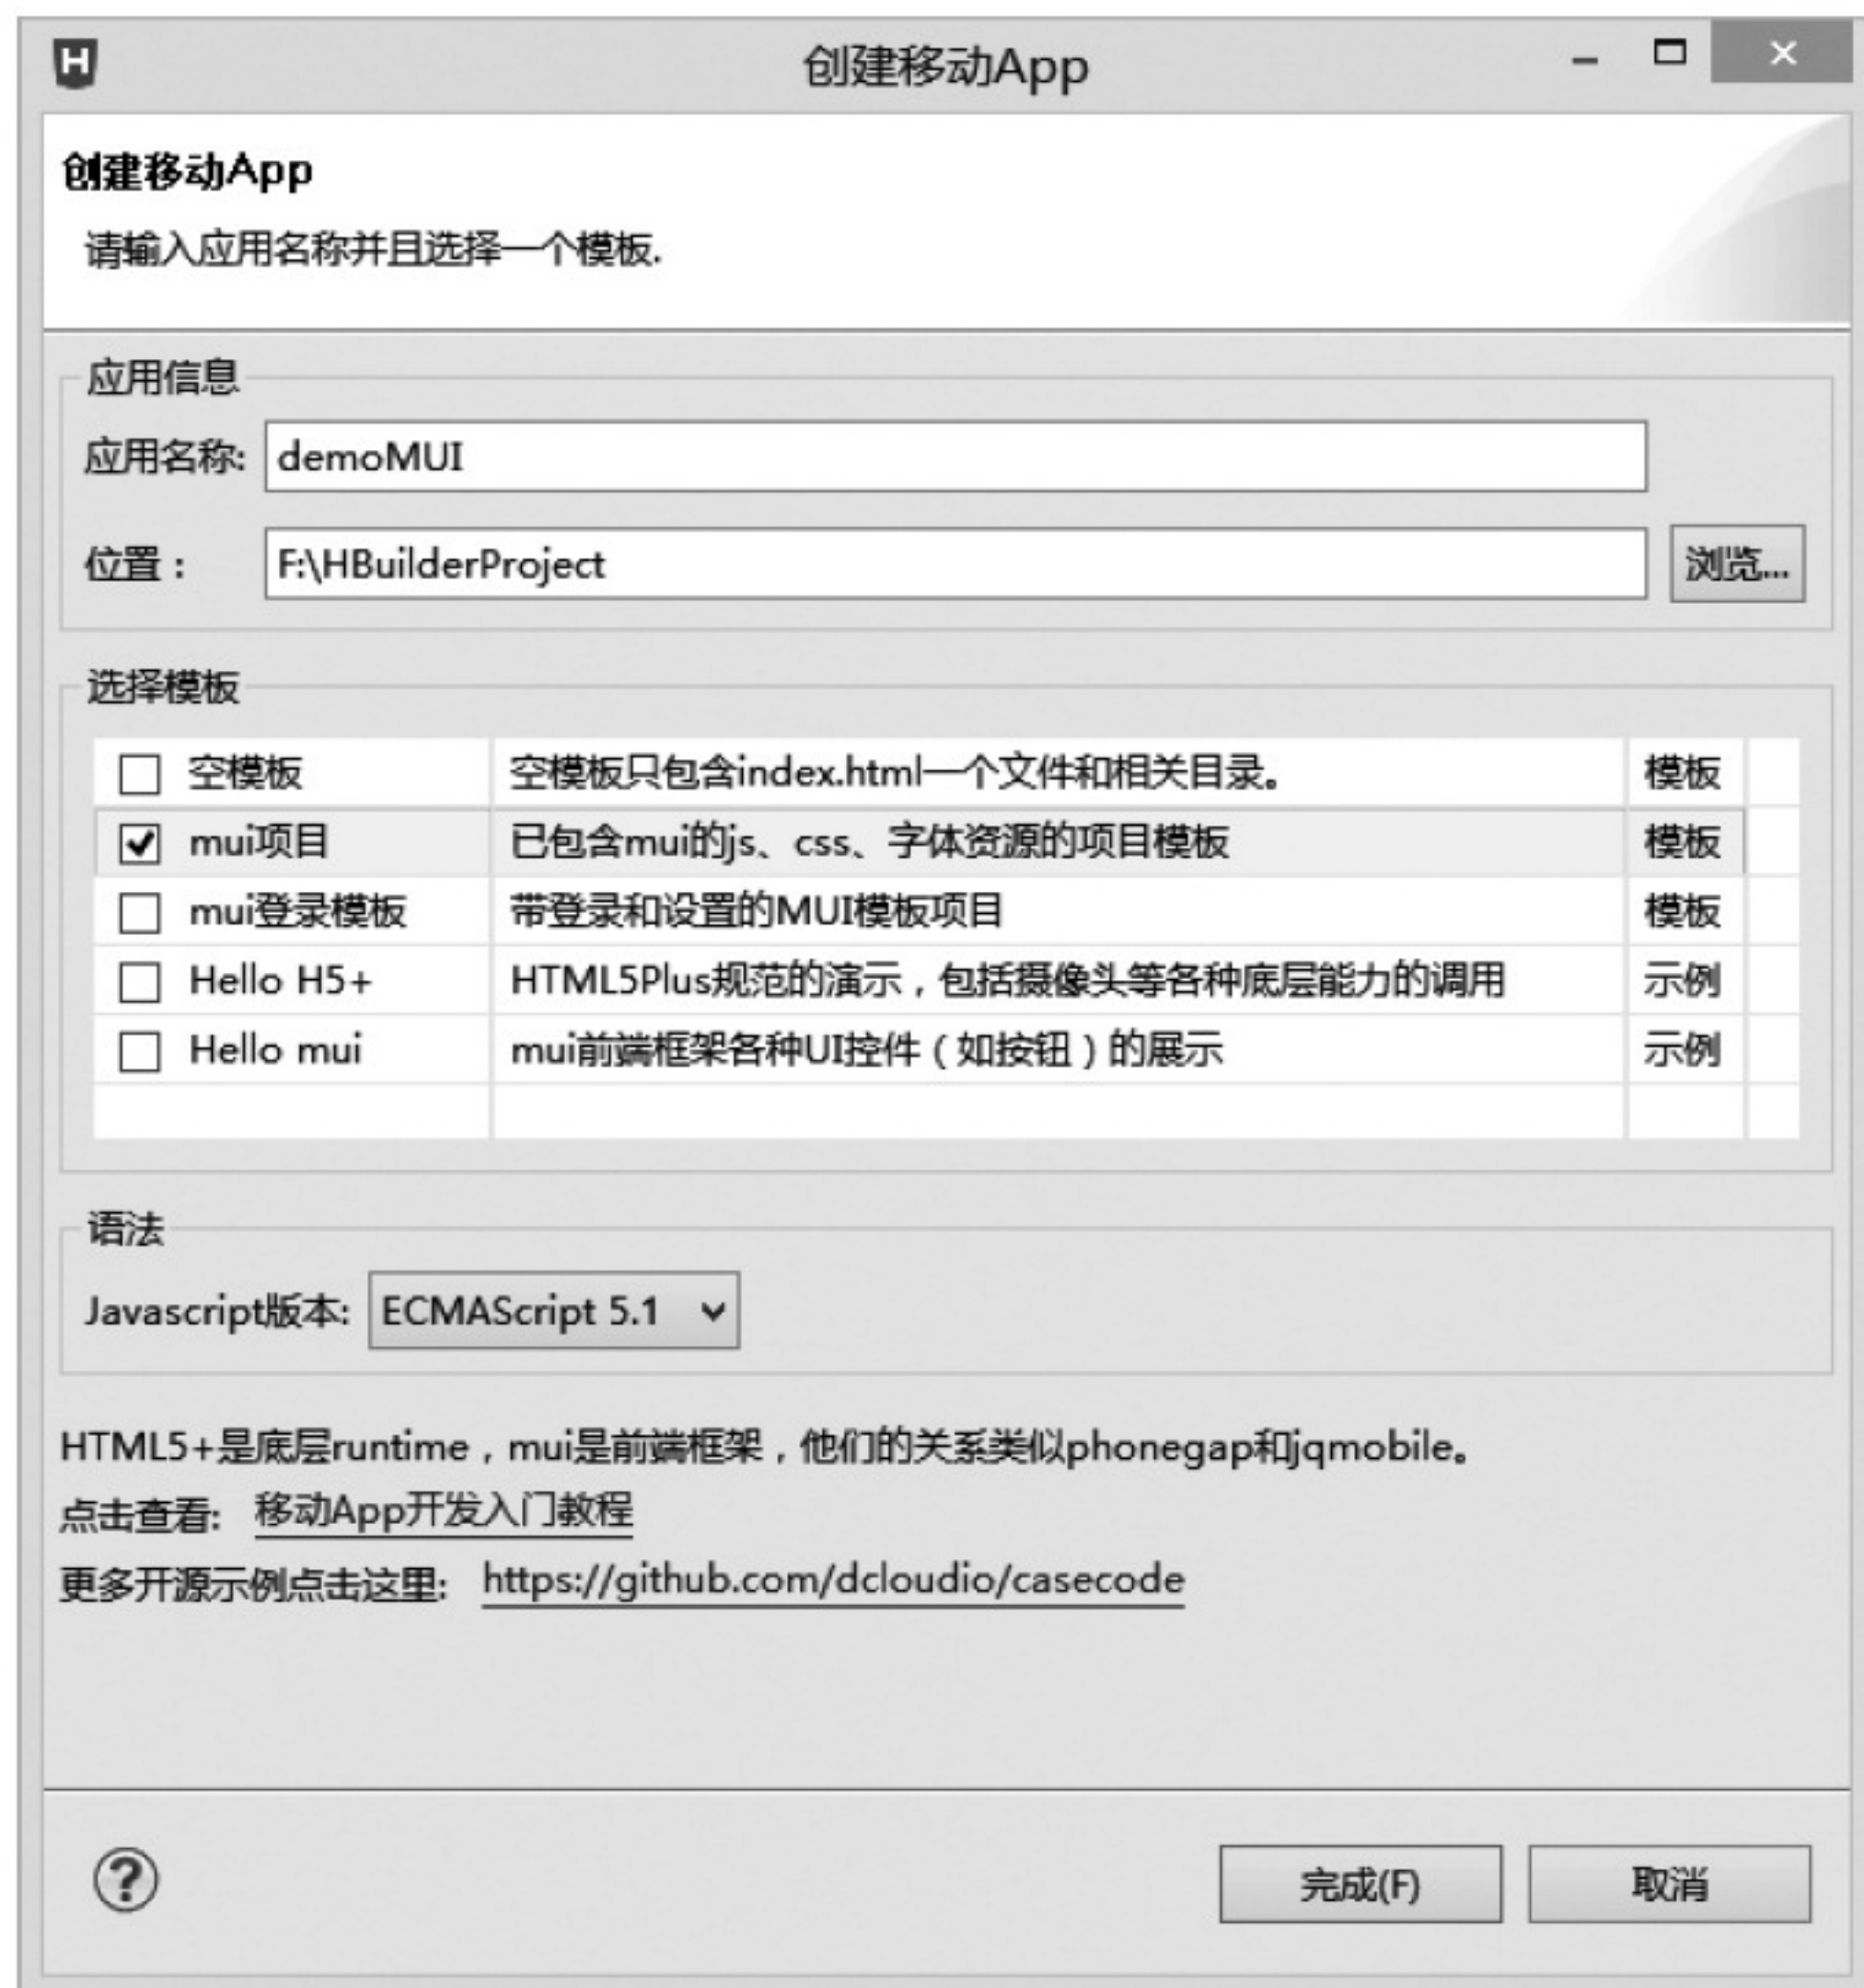 创建移动App
创建移动App
请输入应用名称并且选择一个模板.
应用信息
应用名称: demoMUI
位置： F:\HBuilderProject 浏览...
选择模板
空模板 空模板只包含index.html一个文件和相关目录。 模板
mui项目 已包含mui的js、css、字体资源的项目模板 模板
mui登录模板 带登录和设置的MUI模板项目 模板
Hello H5+ HTML5Plus规范的演示，包括摄像头等各种底层能力的调用 示例
Hello mui mui前端框架各种UI控件（如按钮）的展示 示例
语法
Javascript版本: ECMAScript 5.1
HTML5+是底层runtime，mui是前端框架，他们的关系类似phonegap和jqmobile。
点击查看: 移动App开发入门教程
更多开源示例点击这里: https://github.com/dcloudio/casecode
完成(F) 取消